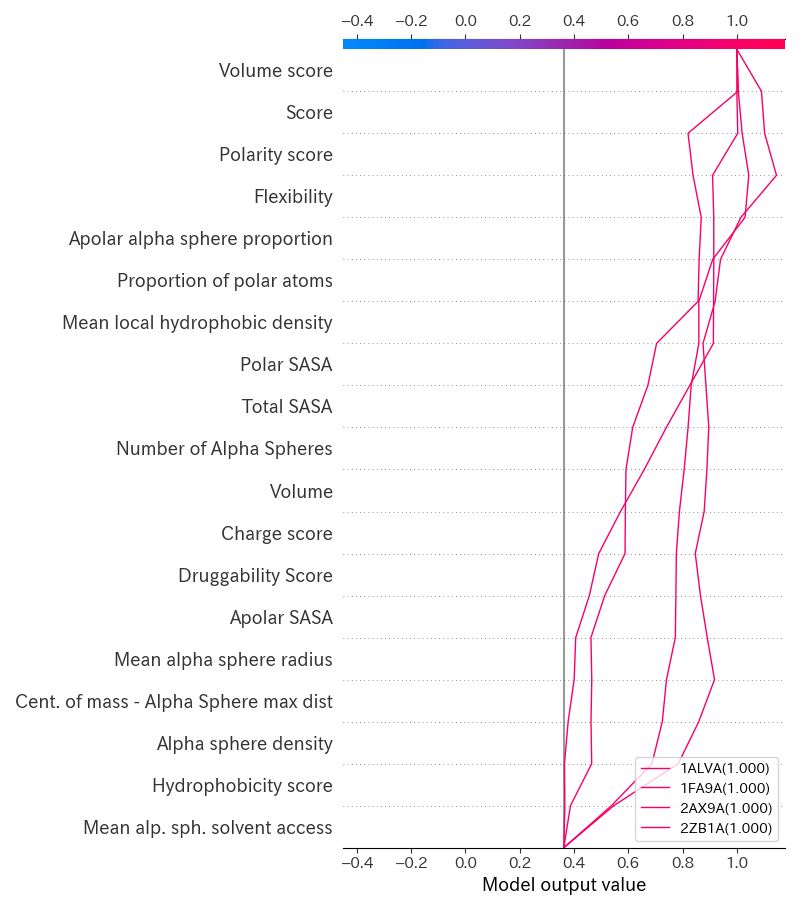 −0.4 −0.2 0.0 0.2 0.4 0.6 0.8 1.0
Volume score
Score
Polarity score
Flexibility
Apolar alpha sphere proportion
Proportion of polar atoms
Mean local hydrophobic density
Polar SASA
Total SASA
Number of Alpha Spheres
Volume
Charge score
Druggability Score
Apolar SASA
Mean alpha sphere radius
Cent. of mass - Alpha Sphere max dist
Alpha sphere density
Hydrophobicity score
Mean alp. sph. solvent access
1ALVA(1.000)
1FA9A(1.000)
2AX9A(1.000)
2ZB1A(1.000)
−0.4 −0.2 0.0 0.2 0.4 0.6 0.8 1.0
Model output value